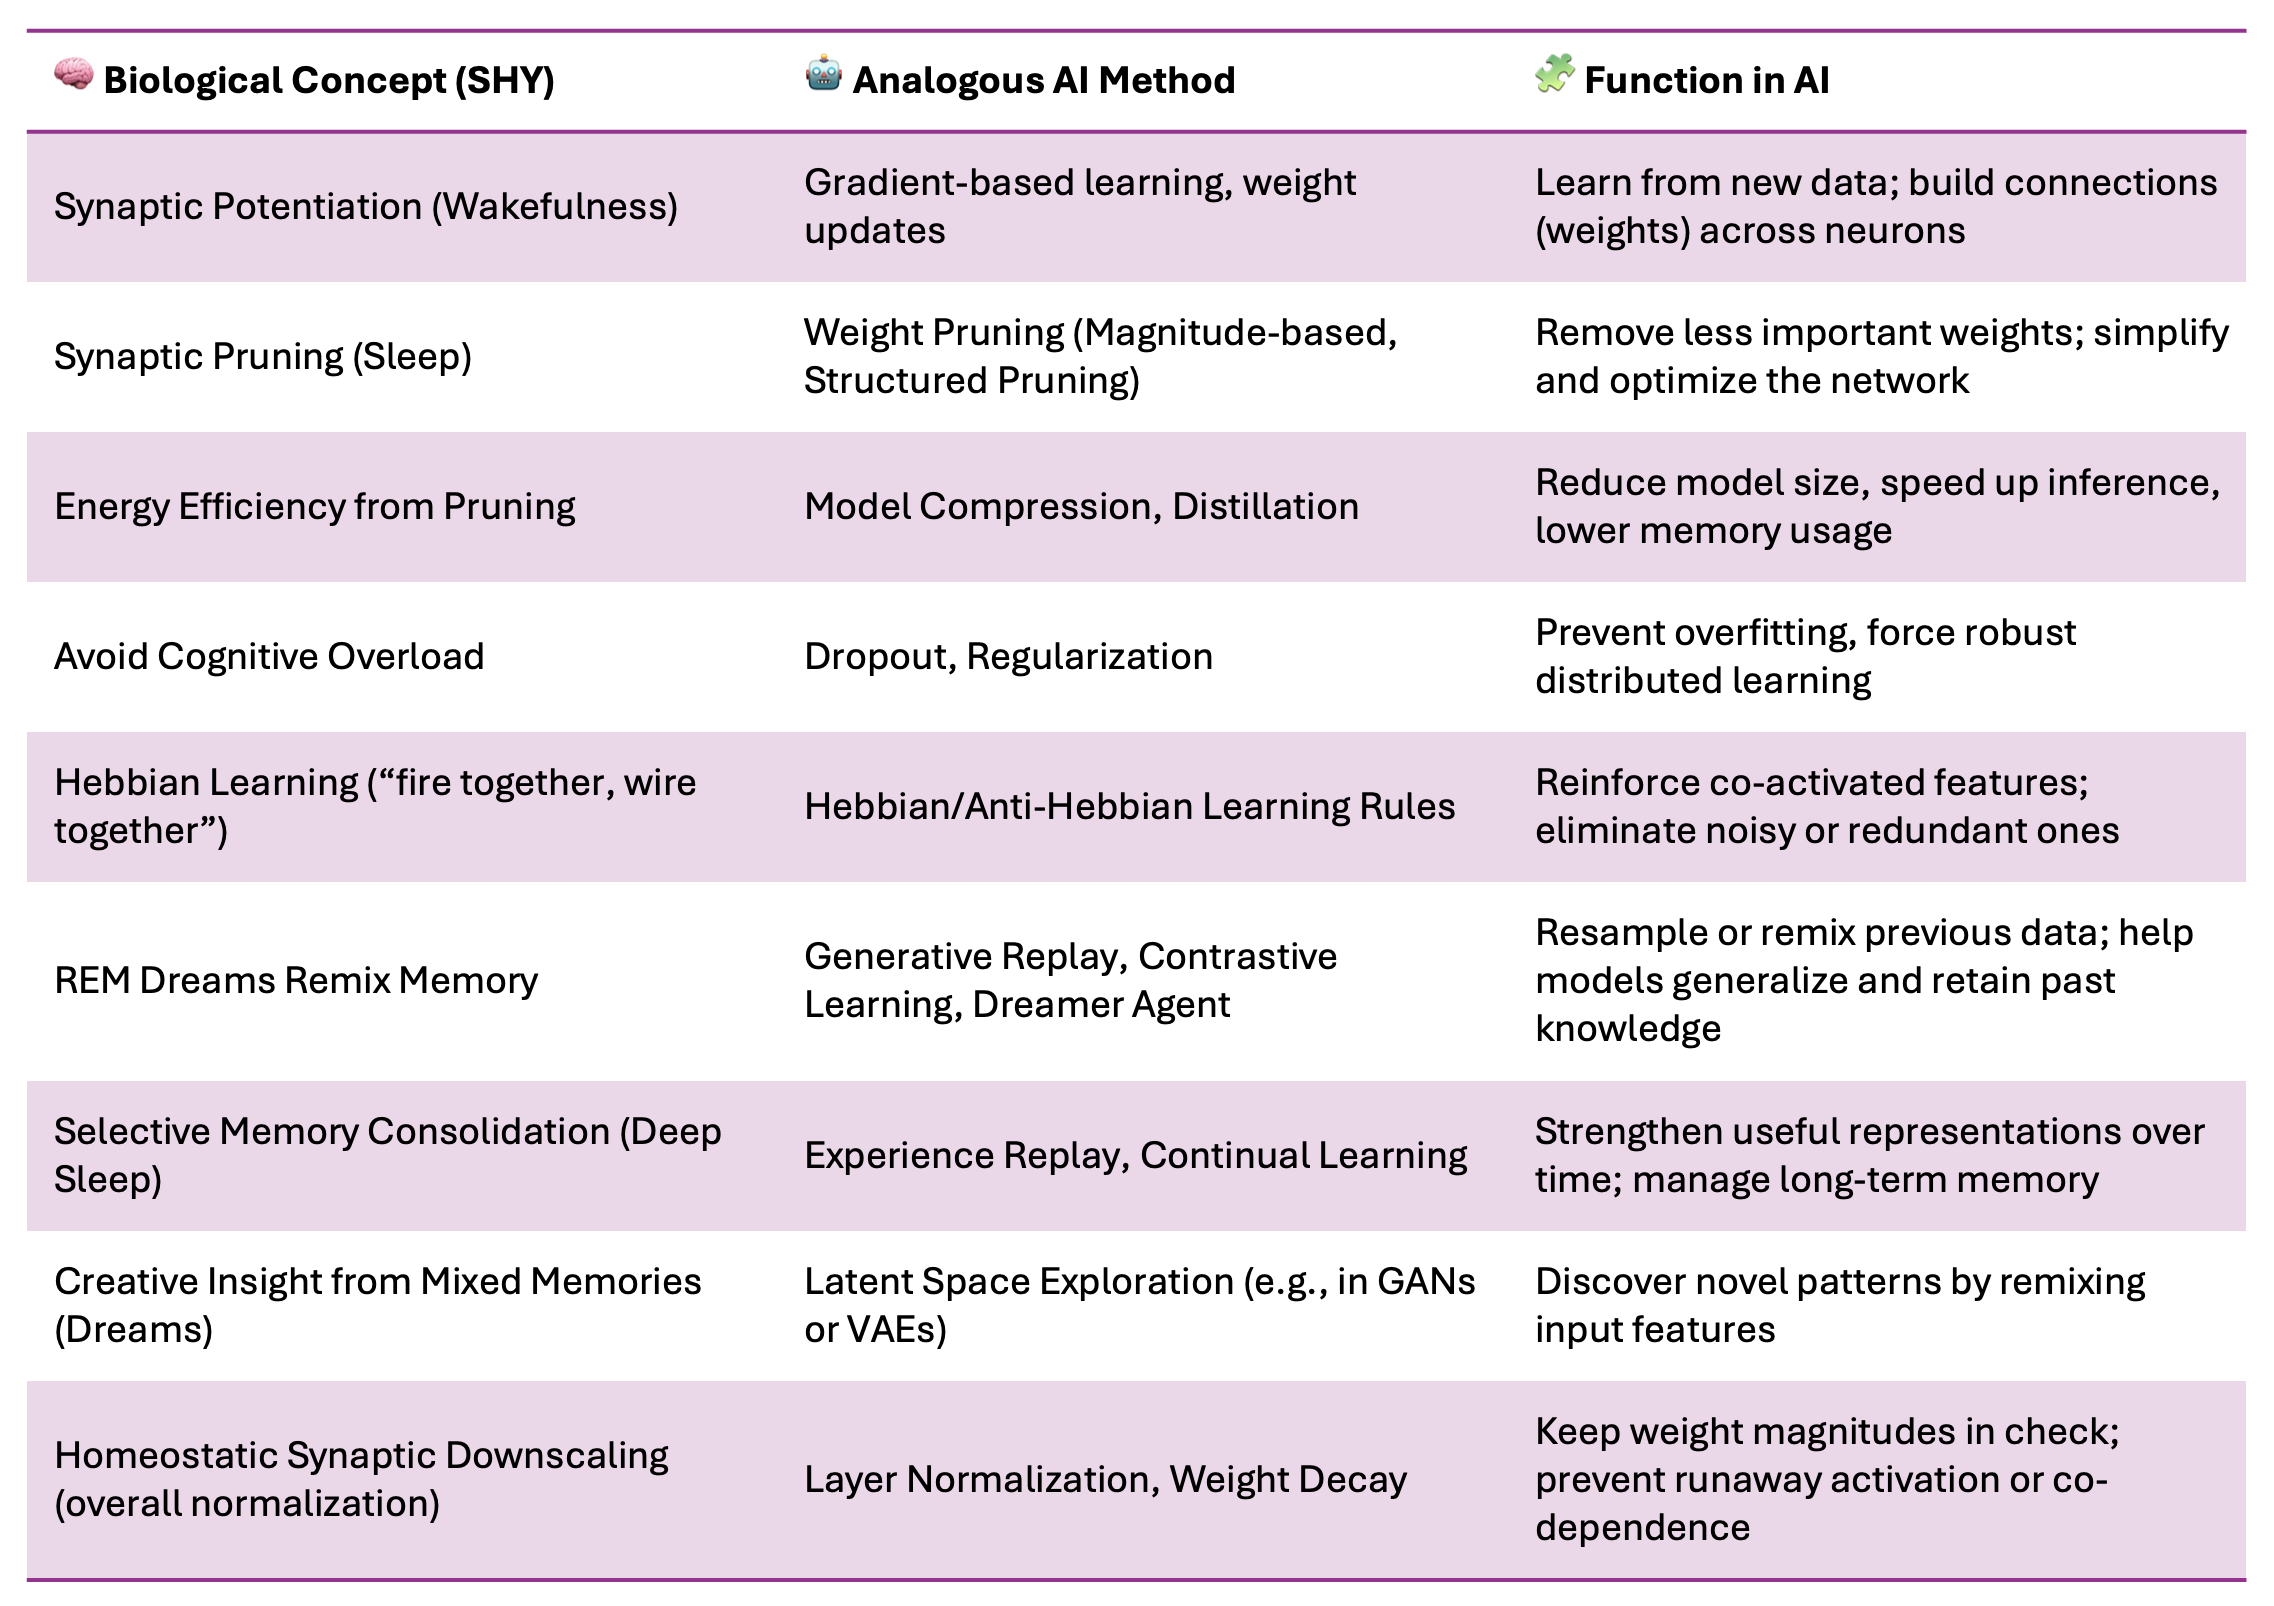 Biological Concept (SHY)
Analogous AI Method
Function in AI
Synaptic Potentiation (Wakefulness)
Gradient-based learning, weight
updates
Learn from new data; build connections
(weights) across neurons
Synaptic Pruning (Sleep)
Weight Pruning (Magnitude-based,
Structured Pruning)
Remove less important weights; simplify
and optimize the network
Energy Efficiency from Pruning
Model Compression, Distillation
Reduce model size, speed up inference,
lower memory usage
Avoid Cognitive Overload
Dropout, Regularization
Prevent overfitting, force robust
distributed learning
Hebbian Learning (“fire together, wire
together”)
Hebbian/Anti-Hebbian Learning Rules
Reinforce co-activated features;
eliminate noisy or redundant ones
REM Dreams Remix Memory
Generative Replay, Contrastive
Learning, Dreamer Agent
Resample or remix previous data; help
models generalize and retain past
knowledge
Selective Memory Consolidation (Deep
Sleep)
Experience Replay, Continual Learning
Strengthen useful representations over
time; manage long-term memory
Creative Insight from Mixed Memories
(Dreams)
Latent Space Exploration (e.g., in GANs
or VAEs)
Discover novel patterns by remixing
input features
Homeostatic Synaptic Downscaling
(overall normalization)
Layer Normalization, Weight Decay
Keep weight magnitudes in check;
prevent runaway activation or co-
dependence